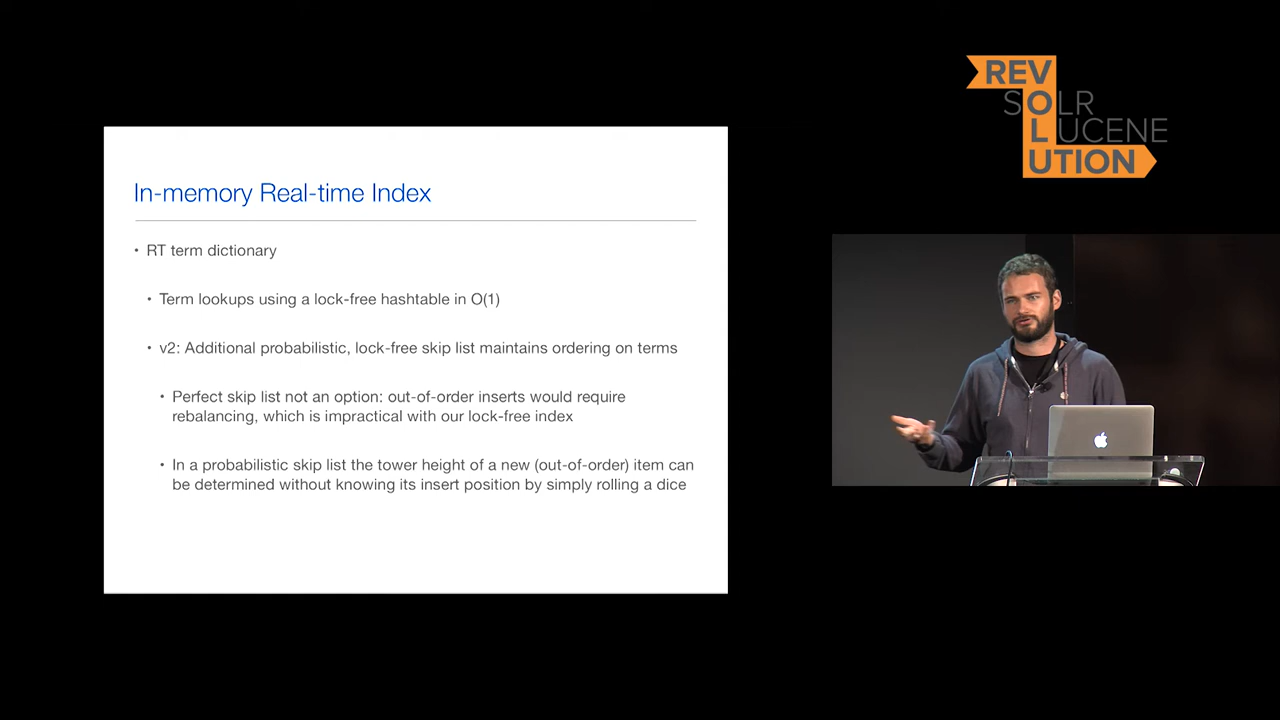 In-memory Real-time Index
• RT term dictionary
• Term lookups using a lock-free hashtable in O(1)
• v2: Additional probabilistic, lock-free skip list maintains ordering on terms
• Perfect skip list not an option: out-of-order inserts would require
rebalancing, which is impractical with our lock-free index
• In a probabilistic skip list the tower height of a new (out-of-order) item can
be determined without knowing its insert position by simply rolling a dice
REV
SOLR
LUCENE
UTION